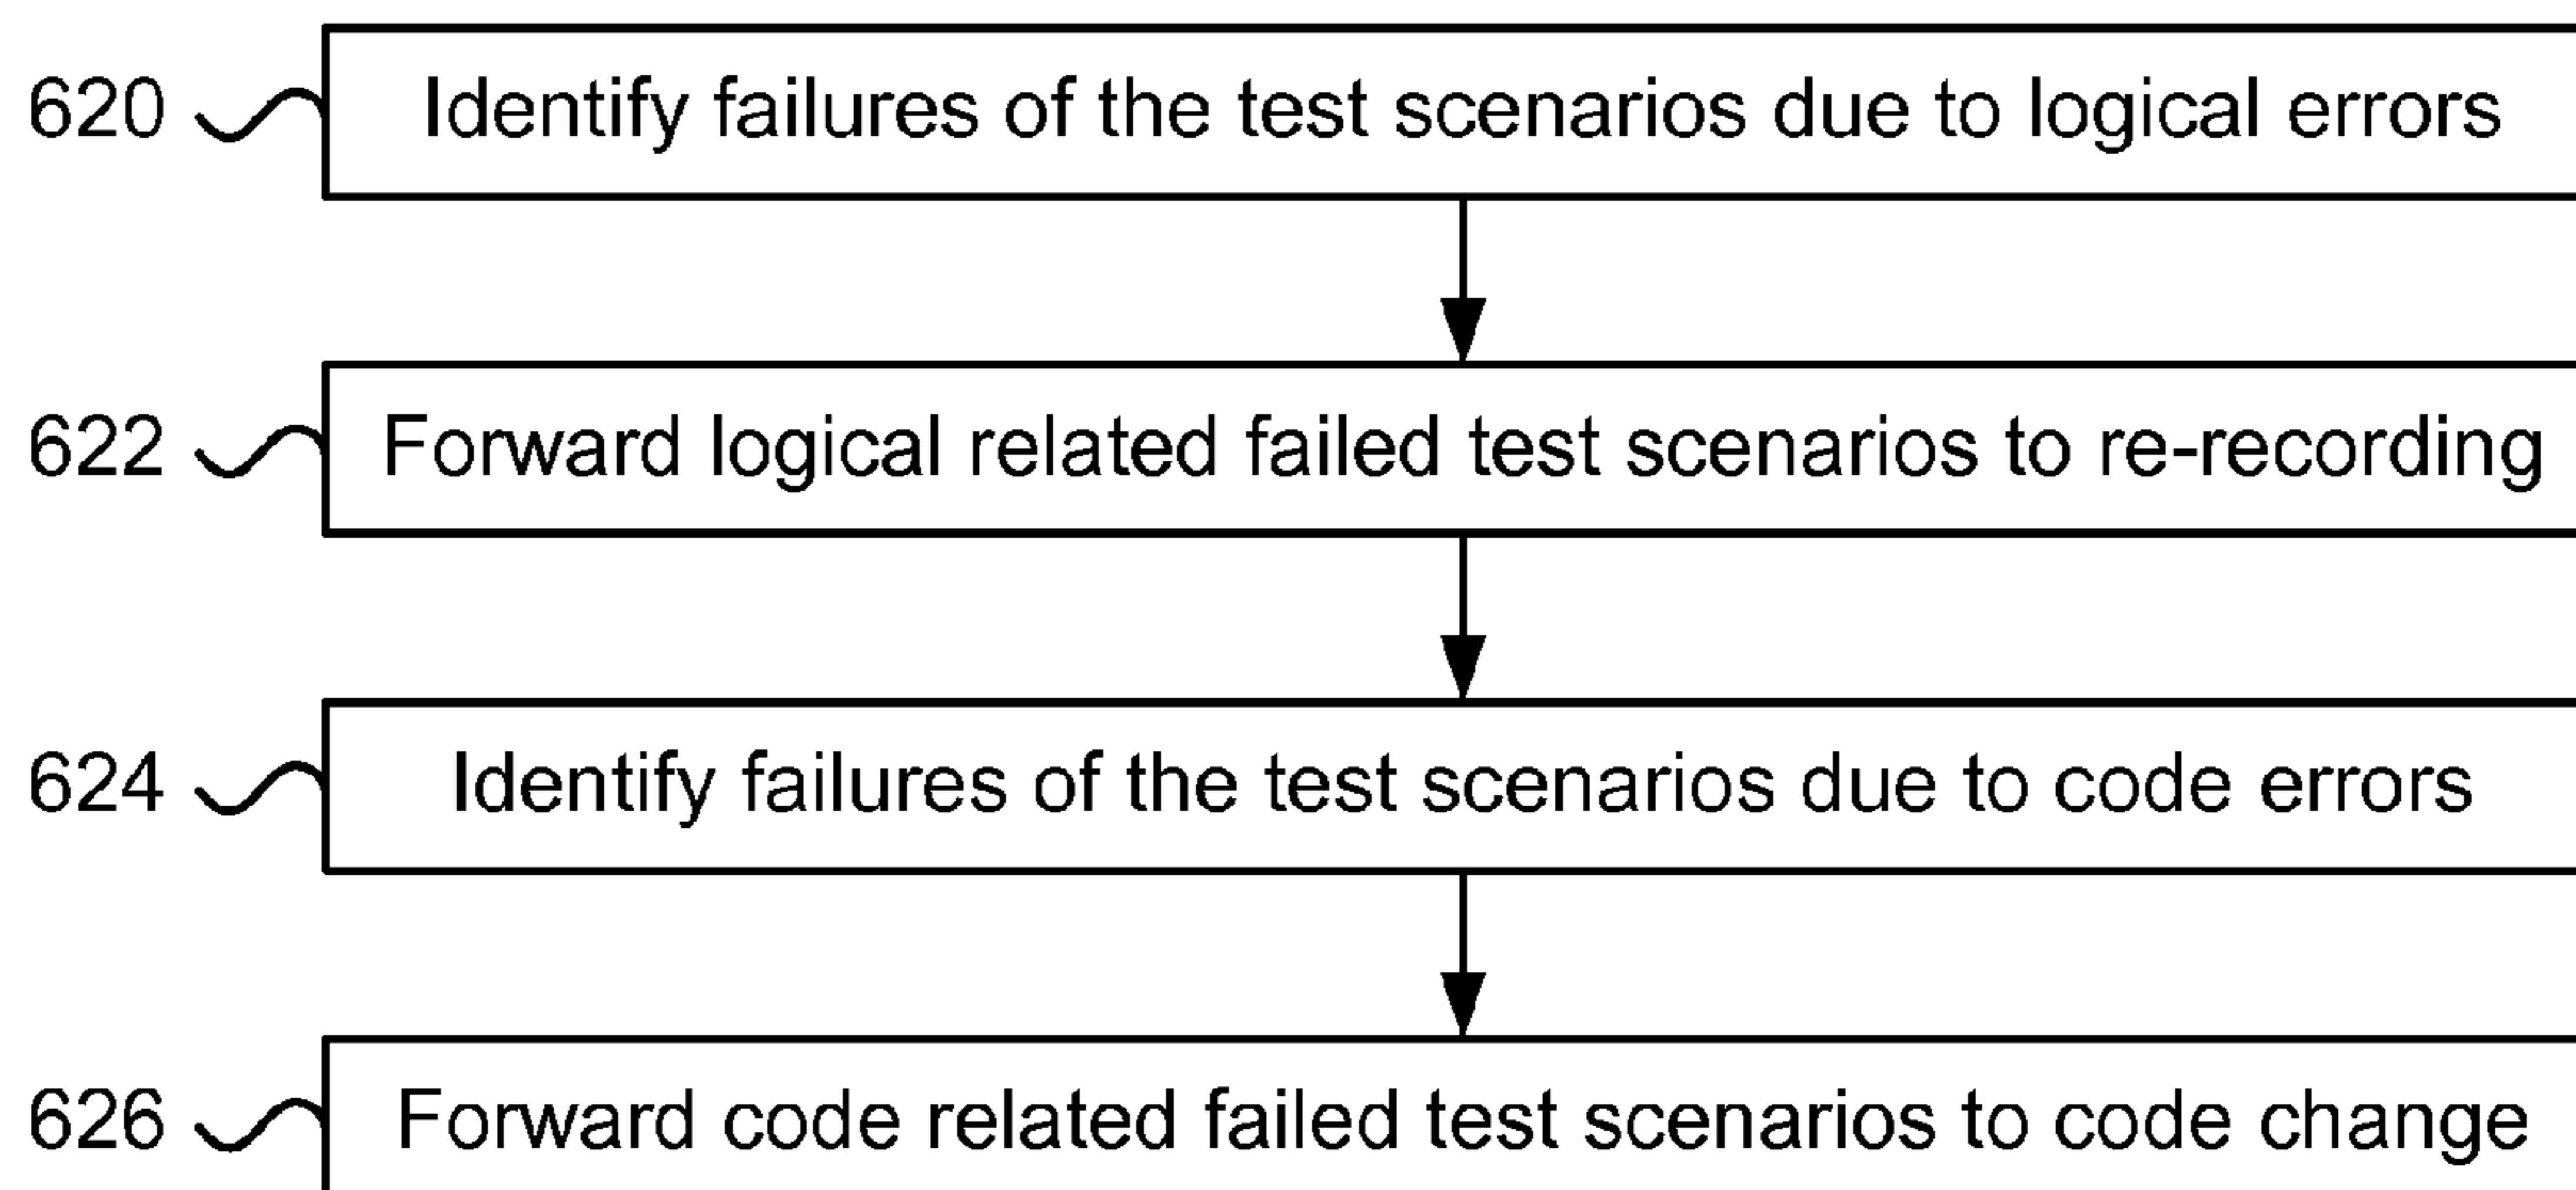 620 Identify failures of the test scenarios due to logical errors
622 Forward logical related failed test scenarios to re-recording
624 Identify failures of the test scenarios due to code errors
626 Forward code related failed test scenarios to code change